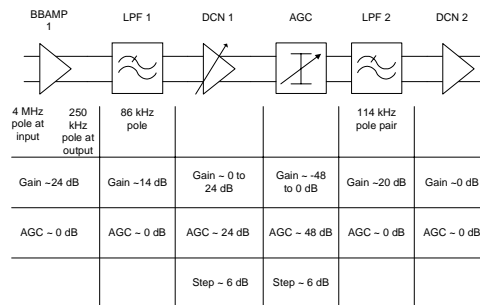 BBAMP 1
LPF 1
DCN 1
AGC
LPF 2
DCN 2
4 MHz pole at input
250 kHz pole at output
86 kHz pole
114 kHz pole pair
Gain ~24 dB
Gain ~14 dB
Gain ~ 0 to 24 dB
Gain ~ -48 to 0 dB
Gain ~20 dB
Gain ~0 dB
AGC ~ 0 dB
AGC ~ 0 dB
AGC ~ 24 dB
AGC ~ 48 dB
AGC ~ 0 dB
AGC ~ 0 dB
Step ~ 6 dB
Step ~ 6 dB